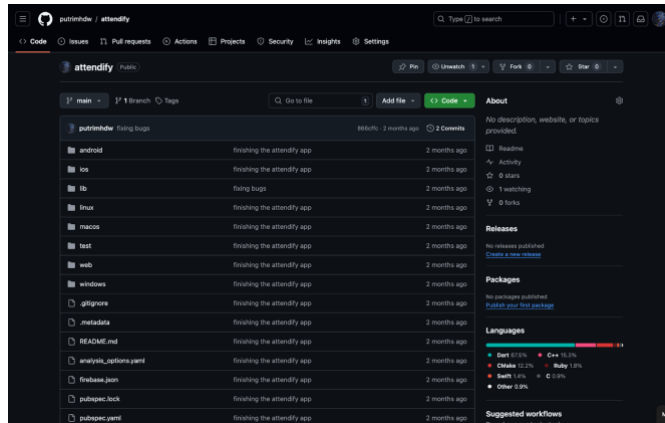 putrimhdw / attendify
Type / to search
Code Issues Pull requests Actions Projects Security Insights Settings
attendify Public
Pin Unwatch 1 Fork 0 Star 0
main 1 Branch Tags Go to file t Add file Code
putrimhdw fixing bugs 2 months ago 2 Commits
android finishing the attendify app 2 months ago
ios finishing the attendify app 2 months ago
lib fixing bugs 2 months ago
linux finishing the attendify app 2 months ago
macos finishing the attendify app 2 months ago
test finishing the attendify app 2 months ago
web finishing the attendify app 2 months ago
windows finishing the attendify app 2 months ago
.gitignore finishing the attendify app 2 months ago
.metadata finishing the attendify app 2 months ago
README.md finishing the attendify app 2 months ago
analysis_options.yaml finishing the attendify app 2 months ago
firebase.json finishing the attendify app 2 months ago
pubspec.lock finishing the attendify app 2 months ago
pubspec.yaml finishing the attendify app 2 months ago
About
No description, website, or topics
provided.
Readme
Activity
0 stars
1 watching
0 forks
Releases
No releases published
Create a new release
Packages
No packages published
Publish your first package
Languages
Dart 67.5% C++ 15.3%
CMake 12.2% Ruby 1.8%
Swift 1.4% C 0.9%
Other 0.9%
Suggested workflows